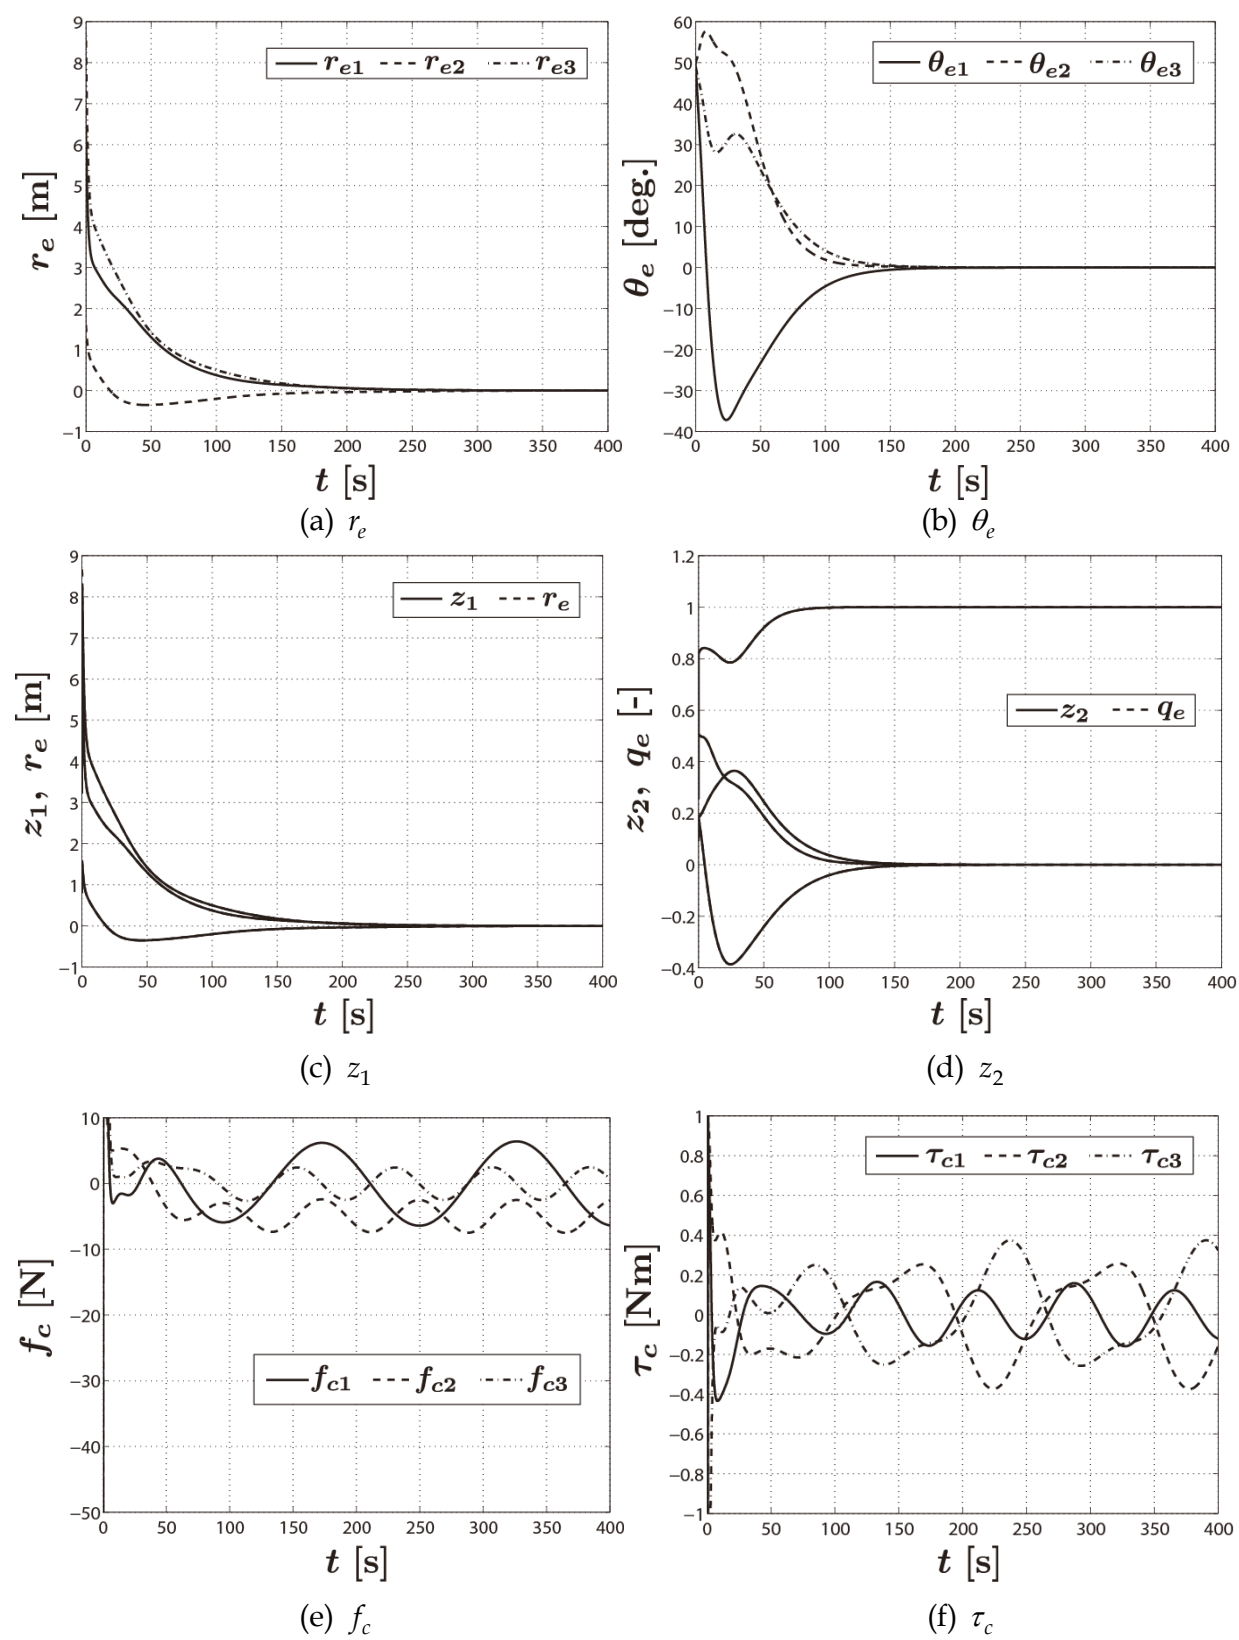 r_e1 r_e2 r_e3
9
8
7
6
5
4
3
2
1
0
−1
r_e [m]
0 50 100 150 200 250 300 350 400
t [s]
(a) r_e
θ_e1 θ_e2 θ_e3
60
50
40
30
20
10
0
−10
−20
−30
−40
θ_e [deg.]
0 50 100 150 200 250 300 350 400
t [s]
(b) θ_e
z_1 r_e
9
8
7
6
5
4
3
2
1
0
−1
z_1, r_e [m]
0 50 100 150 200 250 300 350 400
t [s]
(c) z_1
z_2 q_e
1.2
1
0.8
0.6
0.4
0.2
0
−0.2
−0.4
z_2, q_e [-]
0 50 100 150 200 250 300 350 400
t [s]
(d) z_2
10
0
−10
−20
−30
−40
−50
f_c [N]
f_c1 f_c2 f_c3
0 50 100 150 200 250 300 350 400
t [s]
(e) f_c
τ_c1 τ_c2 τ_c3
1
0.8
0.6
0.4
0.2
0
−0.2
−0.4
−0.6
−0.8
−1
τ_c [Nm]
0 50 100 150 200 250 300 350 400
t [s]
(f) τ_c